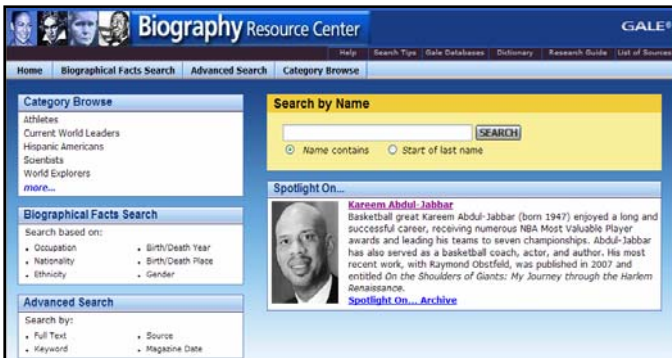 Biography Resource Center
GALE®
Help Search Tips Gale Databases Dictionary Research Guide List of Sources
Home Biographical Facts Search Advanced Search Category Browse
Category Browse
Athletes
Current World Leaders
Hispanic Americans
Scientists
World Explorers
more...
Biographical Facts Search
Search based on:
• Occupation • Birth/Death Year
• Nationality • Birth/Death Place
• Ethnicity • Gender
Advanced Search
Search by:
• Full Text • Source
• Keyword • Magazine Date
Search by Name
SEARCH
Name contains Start of last name
Spotlight On...
Kareem Abdul-Jabbar
Basketball great Kareem Abdul-Jabbar (born 1947) enjoyed a long and
successful career, receiving numerous NBA Most Valuable Player
awards and leading his teams to seven championships. Abdul-Jabbar
has also served as a basketball coach, actor, and author. His most
recent work, with Raymond Obstfeld, was published in 2007 and
entitled On the Shoulders of Giants: My Journey through the Harlem
Renaissance.
Spotlight On... Archive